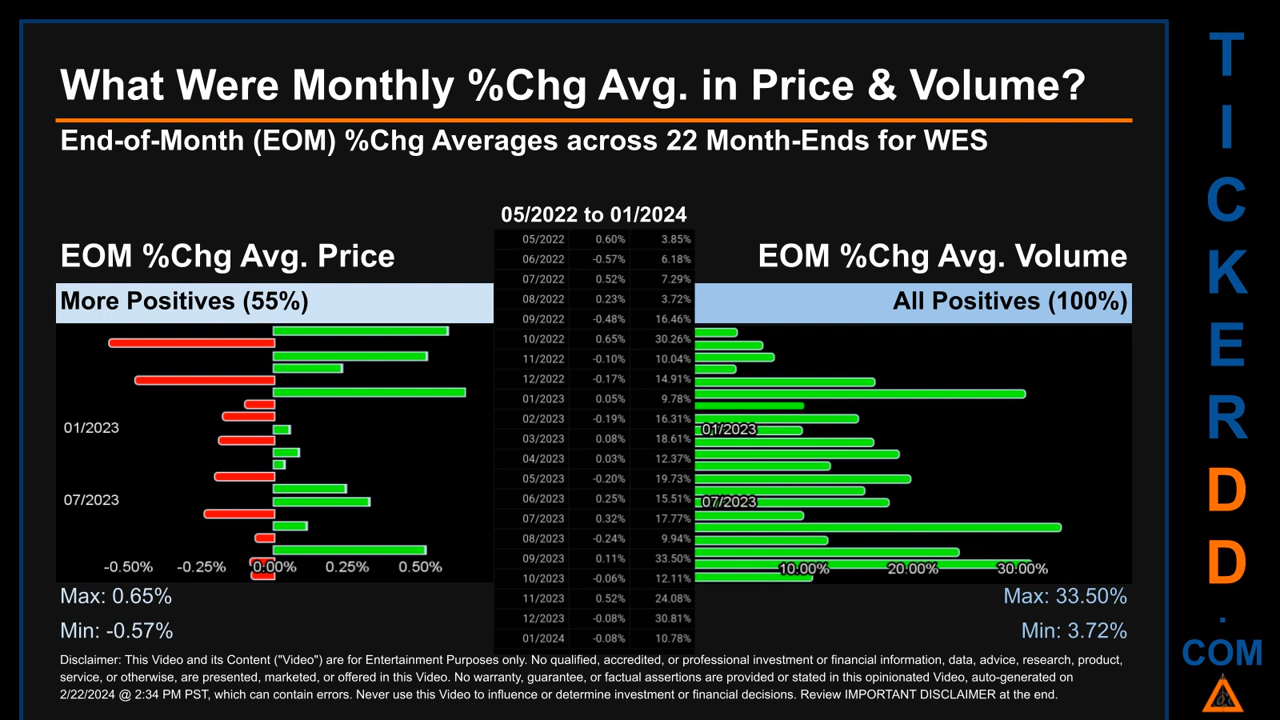 What Were Monthly %Chg Avg. in Price & Volume?
End-of-Month (EOM) %Chg Averages across 22 Month-Ends for WES
05/2022 to 01/2024
EOM %Chg Avg. Price
EOM %Chg Avg. Volume
More Positives (55%)
All Positives (100%)
05/2022 0.60% 3.85%
06/2022 -0.57% 6.18%
07/2022 0.52% 7.29%
08/2022 0.23% 3.72%
09/2022 -0.48% 16.46%
10/2022 0.65% 30.26%
11/2022 -0.10% 10.04%
12/2022 -0.17% 14.91%
01/2023 0.05% 9.78%
02/2023 -0.19% 16.31%
03/2023 0.08% 18.61%
04/2023 0.03% 12.37%
05/2023 -0.20% 19.73%
06/2023 0.25% 15.51%
07/2023 0.32% 17.77%
08/2023 -0.24% 9.94%
09/2023 0.11% 33.50%
10/2023 -0.06% 12.11%
11/2023 0.52% 24.08%
12/2023 -0.08% 30.81%
01/2024 -0.08% 10.78%
01/2023
07/2023
-0.50% -0.25% 0.00% 0.25% 0.50%
01/2023
07/2023
10.00% 20.00% 30.00%
Max: 0.65%
Min: -0.57%
Max: 33.50%
Min: 3.72%
Disclaimer: This Video and its Content ("Video") are for Entertainment Purposes only. No qualified, accredited, or professional investment or financial information, data, advice, research, product,
service, or otherwise, are presented, marketed, or offered in this Video. No warranty, guarantee, or factual assertions are provided or stated in this opinionated Video, auto-generated on
2/22/2024 @ 2:34 PM PST, which can contain errors. Never use this Video to influence or determine investment or financial decisions. Review IMPORTANT DISCLAIMER at the end.
T
I
C
K
E
R
D
D
.
COM